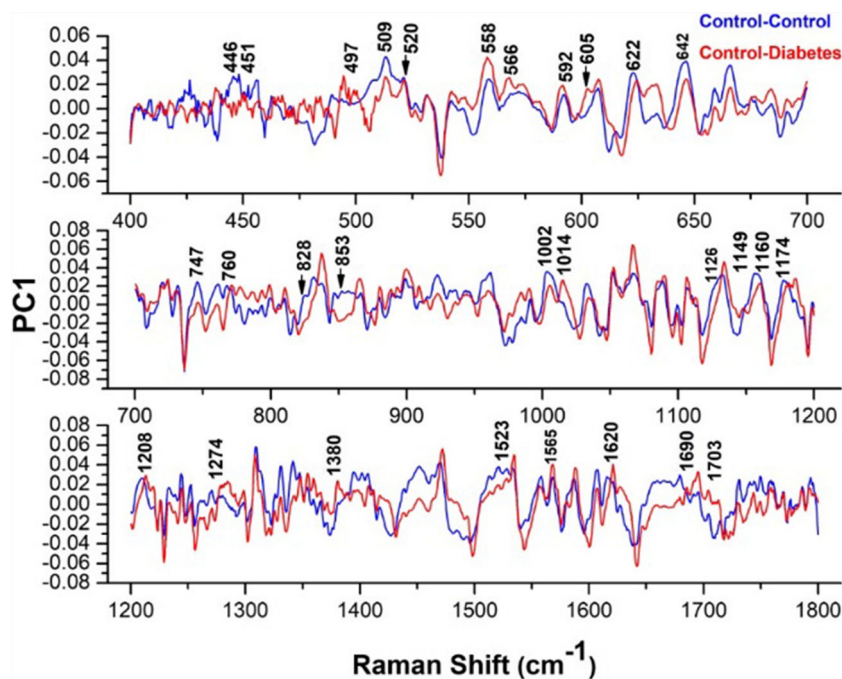 Control-Control
Control-Diabetes
446 451 497 509 520 558 566 592 605 622 642
0.06
0.04
0.02
0.00
-0.02
-0.04
-0.06
400 450 500 550 600 650 700
747 760 828 853 1002 1014 1126 1149 1160 1174
0.08
0.06
0.04
0.02
0.00
-0.02
-0.04
-0.06
-0.08
700 800 900 1000 1100 1200
1208 1274 1380 1523 1565 1620 1690 1703
0.08
0.06
0.04
0.02
0.00
-0.02
-0.04
-0.06
-0.08
1200 1300 1400 1500 1600 1700 1800
PC1
Raman Shift (cm⁻¹)